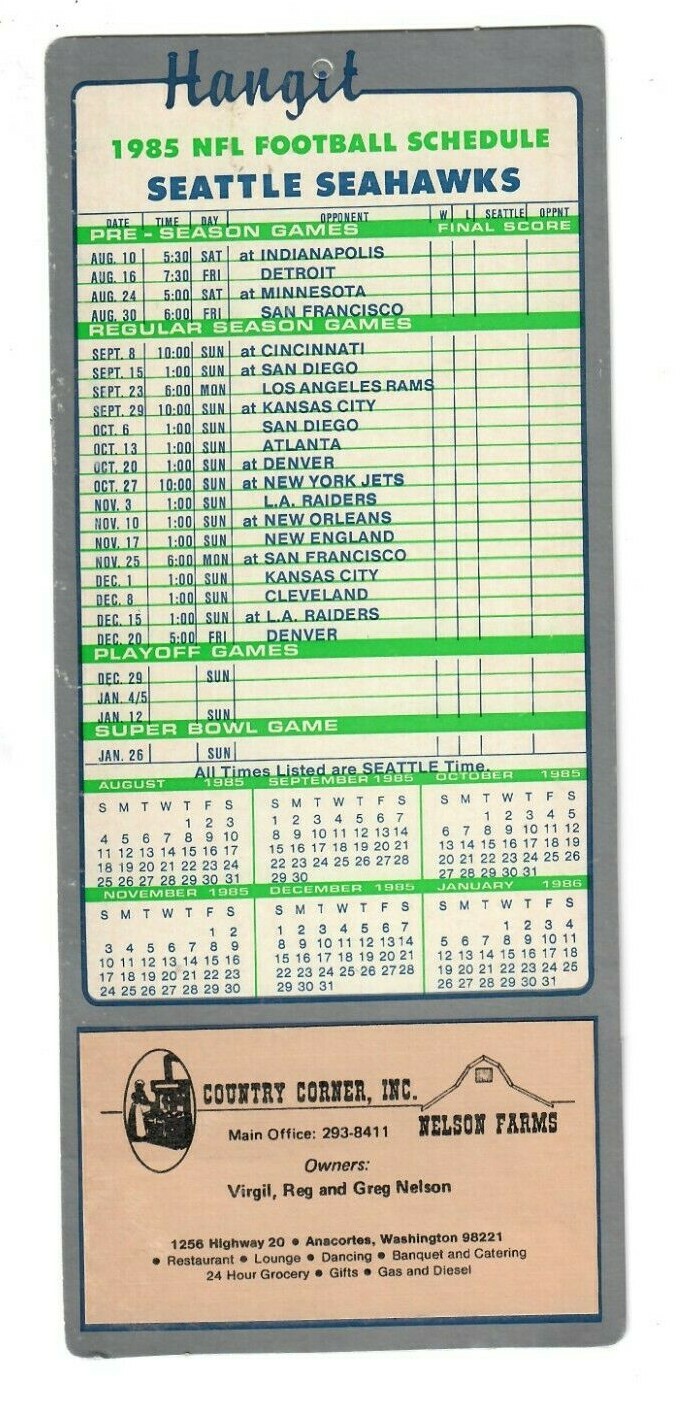 Hangit
1985 NFL FOOTBALL SCHEDULE
SEATTLE SEAHAWKS
DATE TIME DAY OPPONENT W L SEATTLE OPPNT
PRE - SEASON GAMES FINAL SCORE
AUG. 10 5:30 SAT at INDIANAPOLIS
AUG. 16 7:30 FRI DETROIT
AUG. 24 5:00 SAT at MINNESOTA
AUG. 30 6:00 FRI SAN FRANCISCO
REGULAR SEASON GAMES
SEPT. 8 10:00 SUN at CINCINNATI
SEPT. 15 1:00 SUN at SAN DIEGO
SEPT. 23 6:00 MON LOS ANGELES RAMS
SEPT. 29 10:00 SUN at KANSAS CITY
OCT. 6 1:00 SUN SAN DIEGO
OCT. 13 1:00 SUN ATLANTA
OCT. 20 1:00 SUN at DENVER
OCT. 27 10:00 SUN at NEW YORK JETS
NOV. 3 1:00 SUN L.A. RAIDERS
NOV. 10 1:00 SUN at NEW ORLEANS
NOV. 17 1:00 SUN NEW ENGLAND
NOV. 25 6:00 MON at SAN FRANCISCO
DEC. 1 1:00 SUN KANSAS CITY
DEC. 8 1:00 SUN CLEVELAND
DEC. 15 1:00 SUN at L.A. RAIDERS
DEC. 20 5:00 FRI DENVER
PLAYOFF GAMES
DEC. 29 SUN
JAN. 4/5
JAN. 12 SUN
SUPER BOWL GAME
JAN. 26 SUN
All Times Listed are SEATTLE Time.
AUGUST 1985
S M T W T F S
1 2 3
4 5 6 7 8 9 10
11 12 13 14 15 16 17
18 19 20 21 22 23 24
25 26 27 28 29 30 31
SEPTEMBER 1985
S M T W T F S
1 2 3 4 5 6 7
8 9 10 11 12 13 14
15 16 17 18 19 20 21
22 23 24 25 26 27 28
29 30
OCTOBER 1985
S M T W T F S
1 2 3 4 5
6 7 8 9 10 11 12
13 14 15 16 17 18 19
20 21 22 23 24 25 26
27 28 29 30 31
NOVEMBER 1985
S M T W T F S
1 2
3 4 5 6 7 8 9
10 11 12 13 14 15 16
17 18 19 20 21 22 23
24 25 26 27 28 29 30
DECEMBER 1985
S M T W T F S
1 2 3 4 5 6 7
8 9 10 11 12 13 14
15 16 17 18 19 20 21
22 23 24 25 26 27 28
29 30 31
JANUARY 1986
S M T W T F S
1 2 3 4
5 6 7 8 9 10 11
12 13 14 15 16 17 18
19 20 21 22 23 24 25
26 27 28 29 30 31
COUNTRY CORNER, INC.
Main Office: 293-8411
NELSON FARMS
Owners:
Virgil, Reg and Greg Nelson
1256 Highway 20 • Anacortes, Washington 98221
• Restaurant • Lounge • Dancing • Banquet and Catering
24 Hour Grocery • Gifts • Gas and Diesel